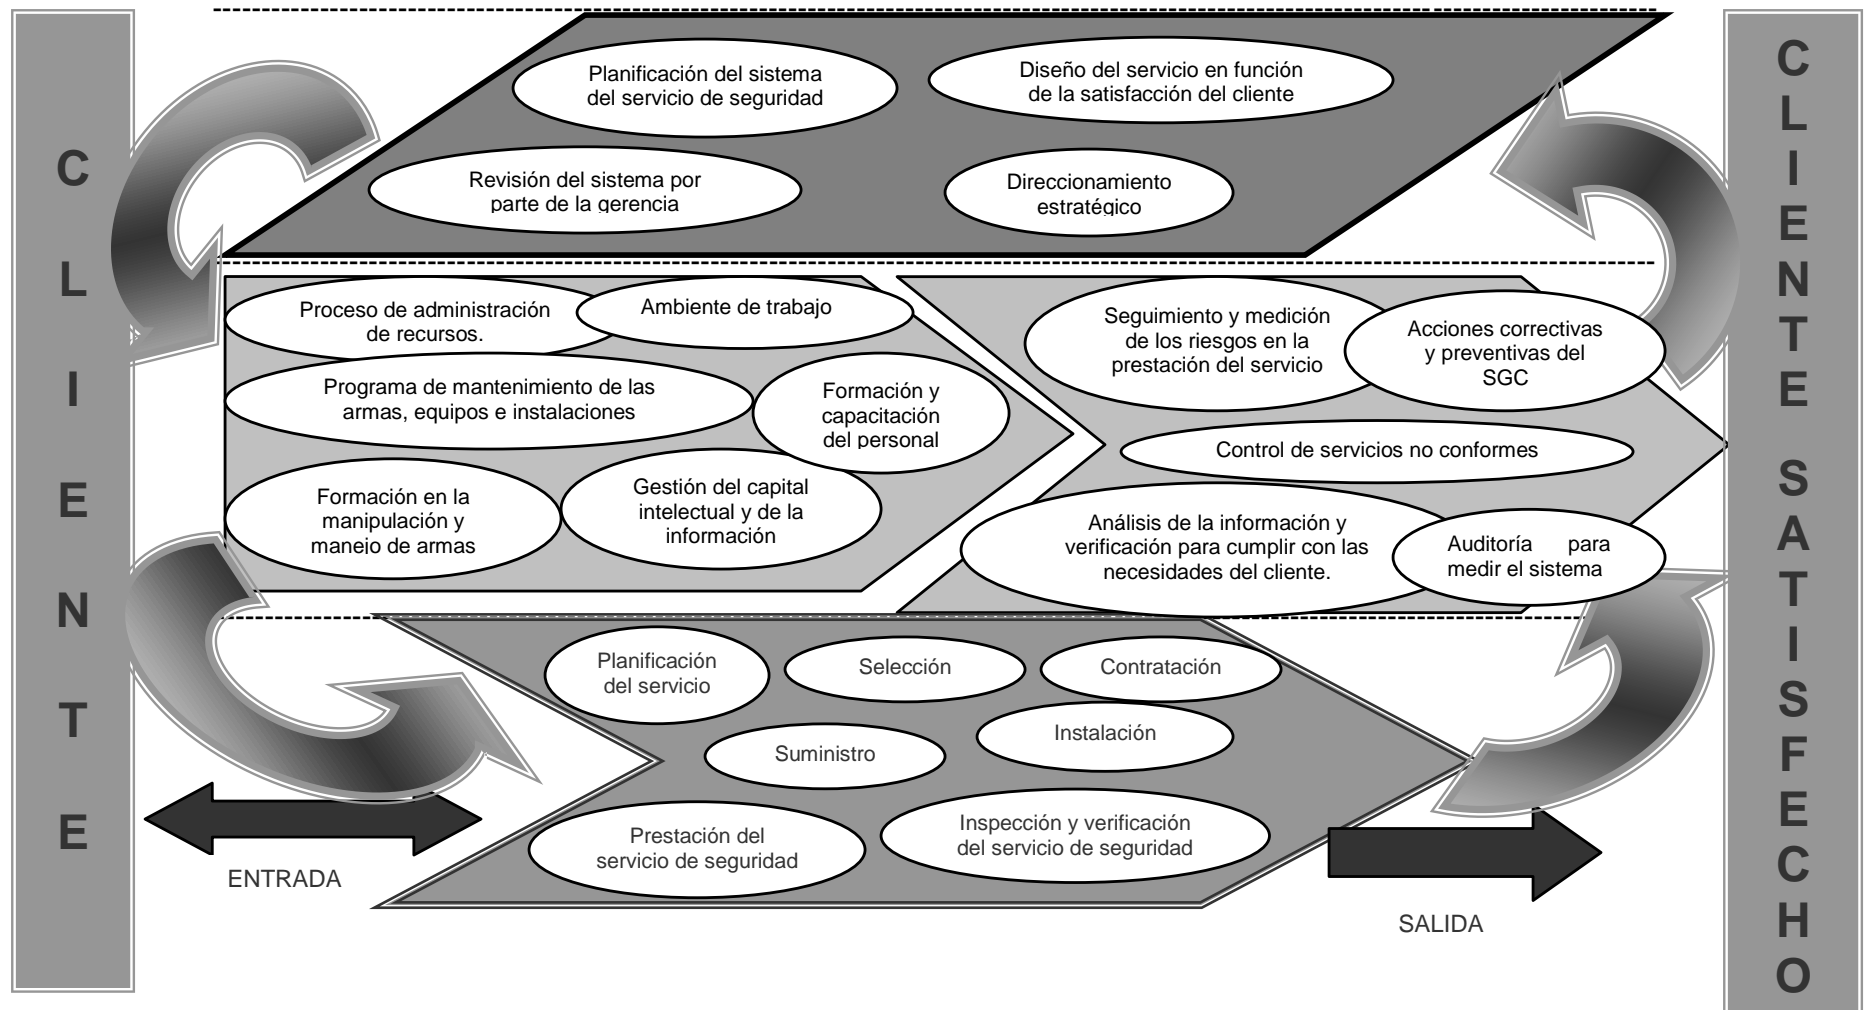 CLIENTE
Planificación del sistema
del servicio de seguridad
Diseño del servicio en función
de la satisfacción del cliente
Revisión del sistema por
parte de la gerencia
Direccionamiento
estratégico
Proceso de administración
de recursos.
Ambiente de trabajo
Programa de mantenimiento de las
armas, equipos e instalaciones
Formación y
capacitación
del personal
Formación en la
manipulación y
manejo de armas
Gestión del capital
intelectual y de la
información
Seguimiento y medición
de los riesgos en la
prestación del servicio
Acciones correctivas
y preventivas del
SGC
Control de servicios no conformes
Análisis de la información y
verificación para cumplir con las
necesidades del cliente.
Auditoría para
medir el sistema
Planificación
del servicio
Selección
Contratación
Suministro
Instalación
Prestación del
servicio de seguridad
Inspección y verificación
del servicio de seguridad
ENTRADA
SALIDA
CLIENTE SATISFECHO